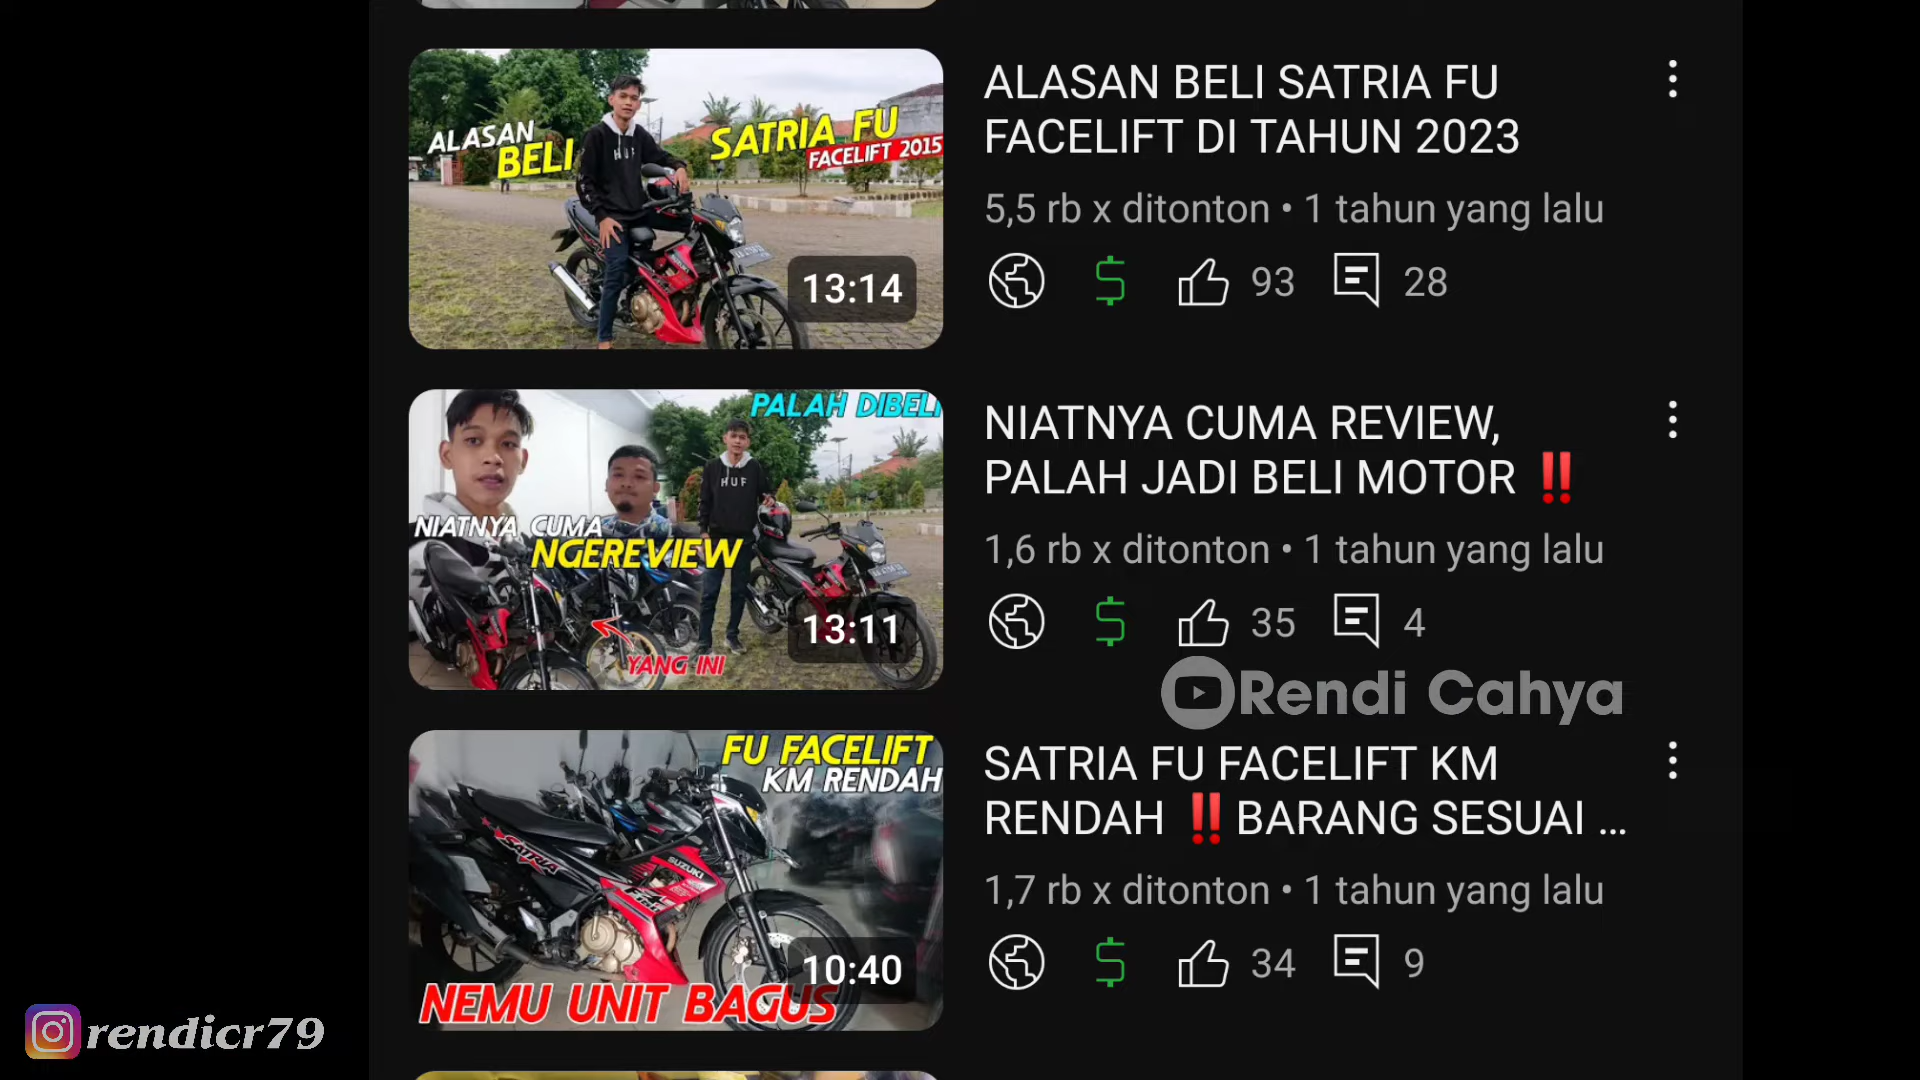 ALASAN
BELI
SATRIA FU
FACELIFT 2015
HUF
13:14
ALASAN BELI SATRIA FU
FACELIFT DI TAHUN 2023
5,5 rb x ditonton • 1 tahun yang lalu
93
28
PALAH DIBELI
HUF
NIATNYA CUMA
NGEREVIEW
YANG INI
13:11
NIATNYA CUMA REVIEW,
PALAH JADI BELI MOTOR ‼️
1,6 rb x ditonton • 1 tahun yang lalu
35
4
Rendi Cahya
FU FACELIFT
KM RENDAH
SATRIA
SUZUKI
NEMU UNIT BAGUS
10:40
SATRIA FU FACELIFT KM
RENDAH ‼️BARANG SESUAI ...
1,7 rb x ditonton • 1 tahun yang lalu
34
9
rendicr79